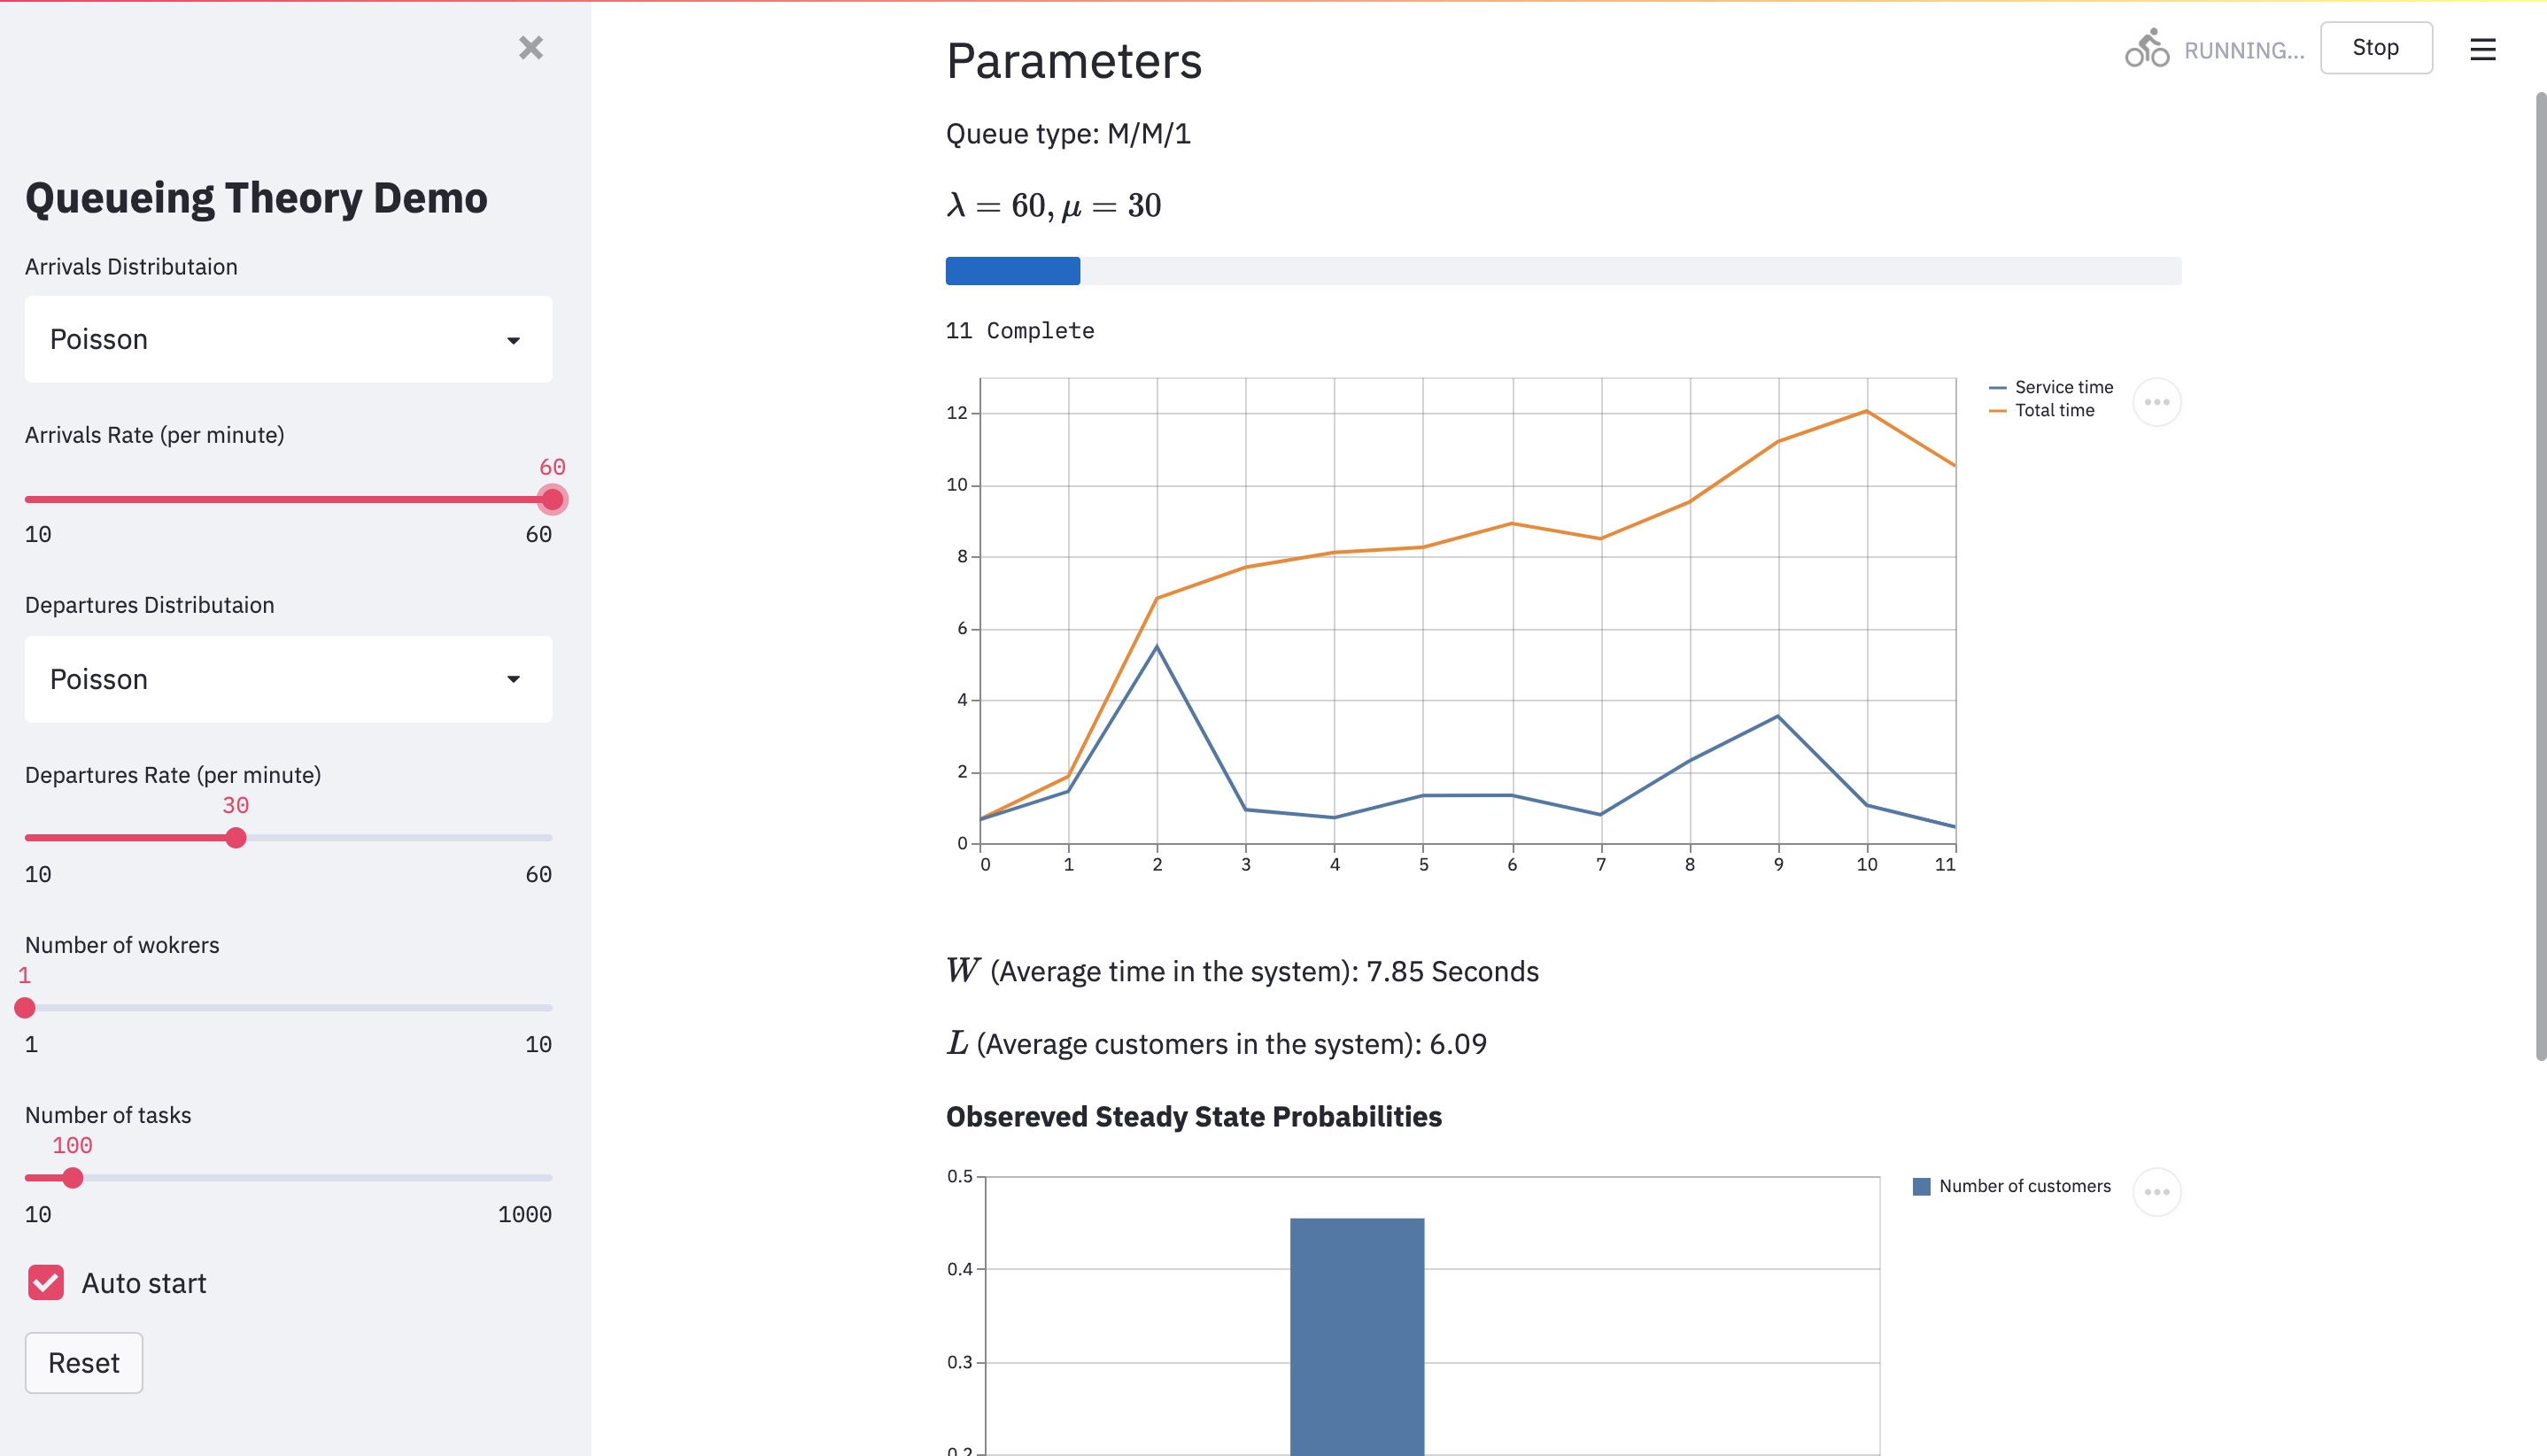 Queueing Theory Demo
Arrivals Distributaion
Poisson
Arrivals Rate (per minute)
60
10 60
Departures Distributaion
Poisson
Departures Rate (per minute)
30
10 60
Number of wokrers
1
1 10
Number of tasks
100
10 1000
Auto start
Reset
RUNNING...
Stop
Parameters
Queue type: M/M/1
λ = 60, μ = 30
11 Complete
Service time
Total time
12
10
8
6
4
2
0
0 1 2 3 4 5 6 7 8 9 10 11
W (Average time in the system): 7.85 Seconds
L (Average customers in the system): 6.09
Obsereved Steady State Probabilities
Number of customers
0.5
0.4
0.3
0.2